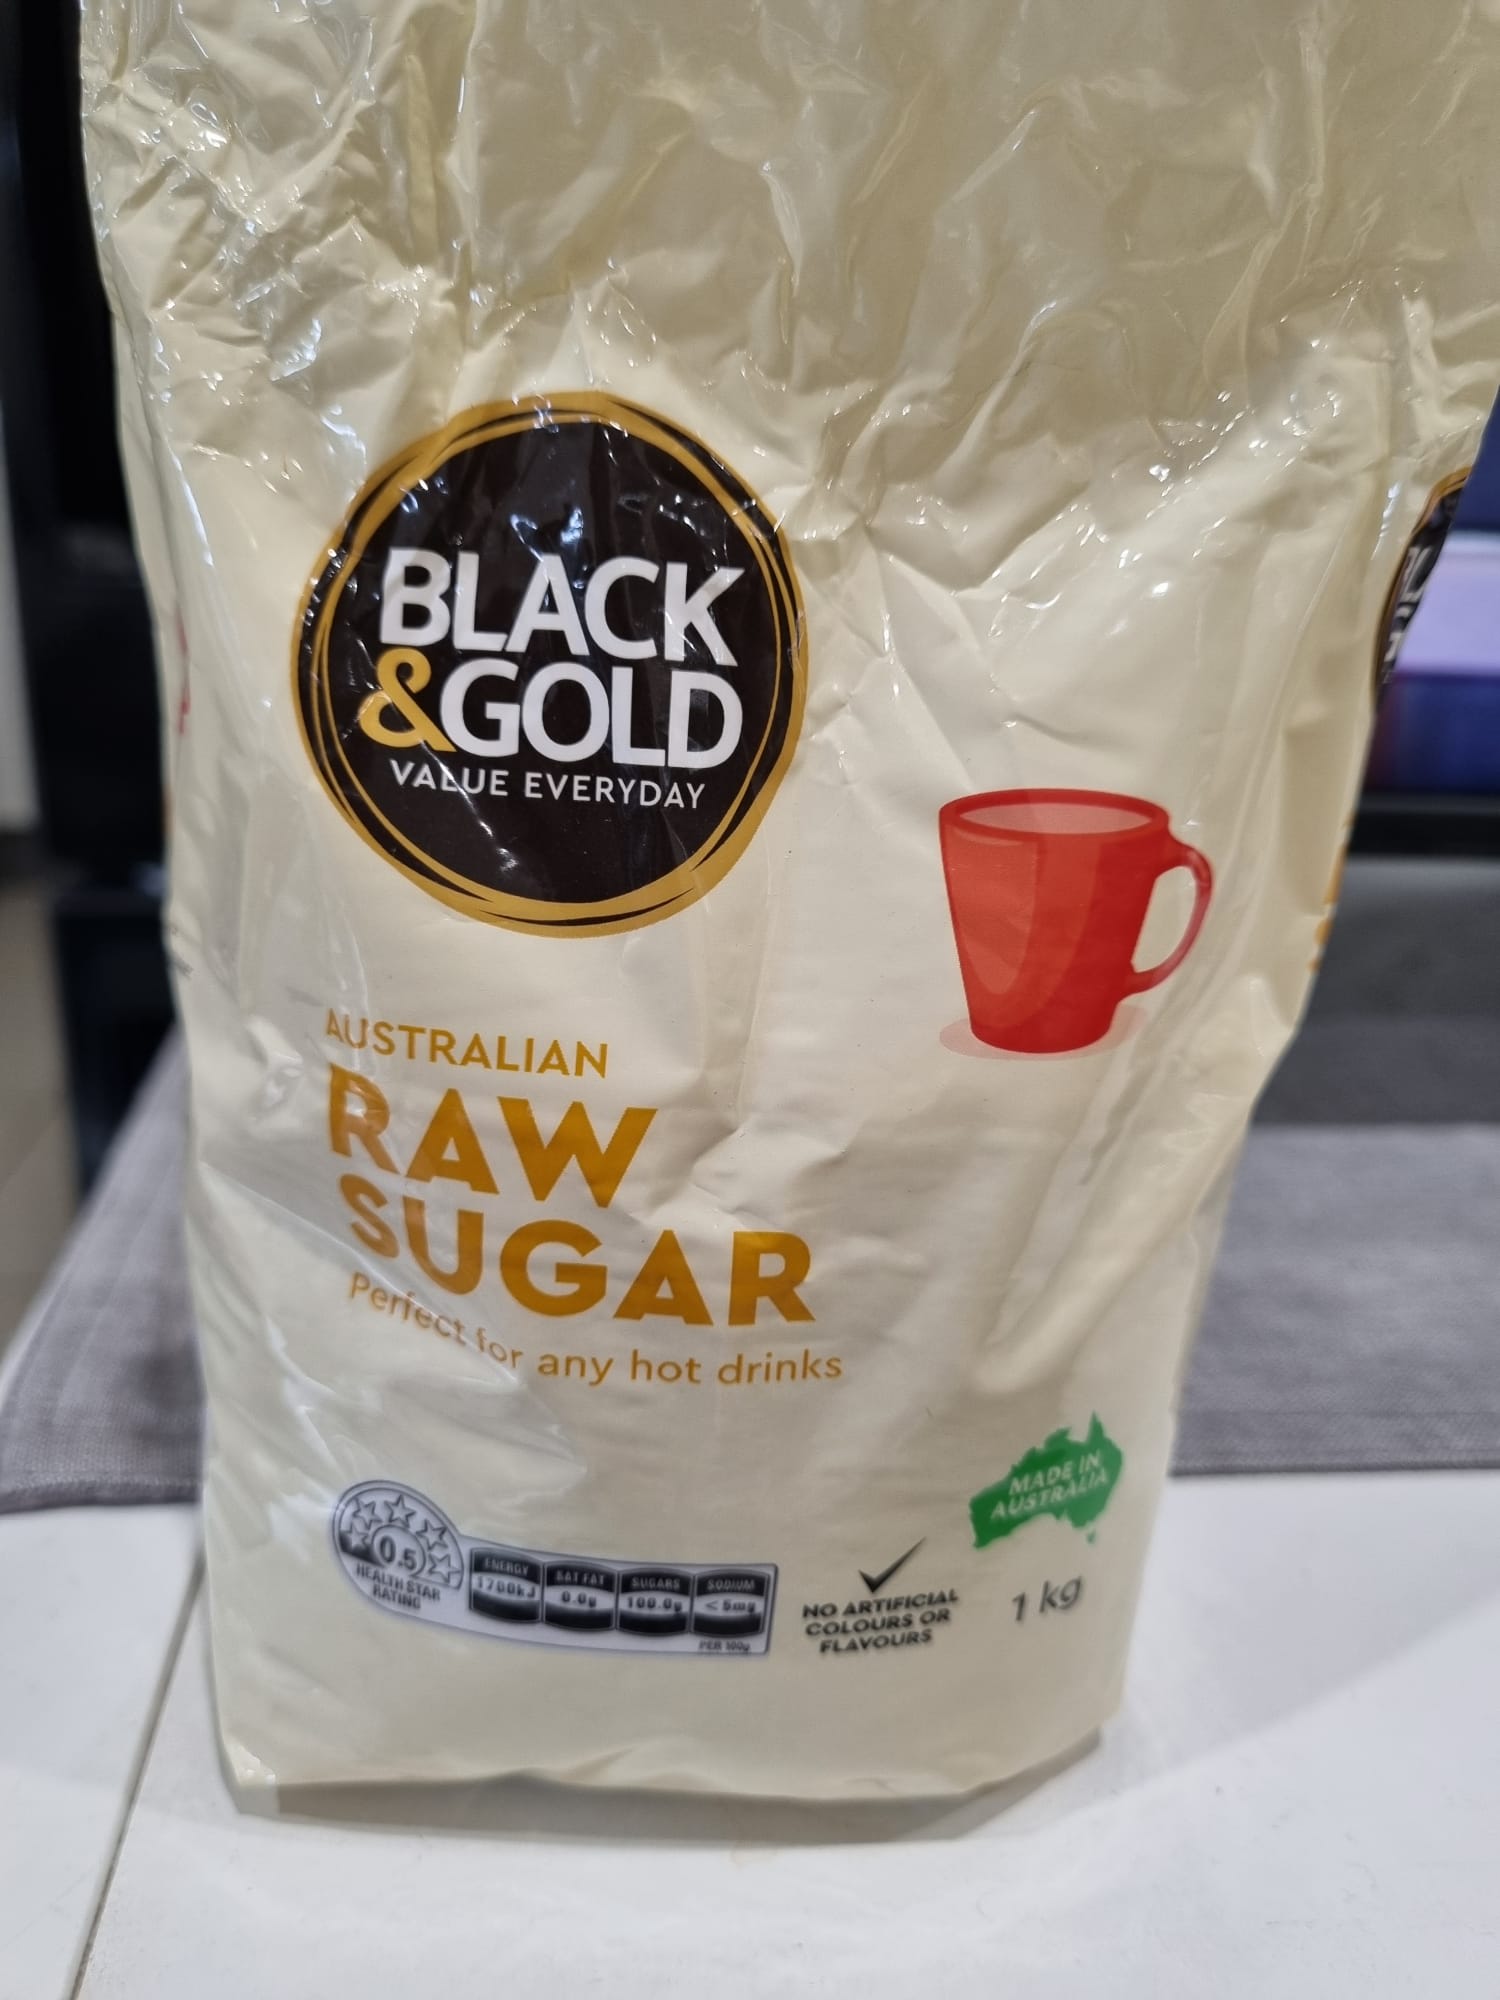 BLACK
&GOLD
VALUE EVERYDAY
AUSTRALIAN
RAW
SUGAR
Perfect for any hot drinks
MADE IN
AUSTRALIA
0.5
HEALTH STAR
RATING
ENERGY
1700kJ
SAT FAT
0.0g
SUGARS
100.0g
SODIUM
<5mg
PER 100g
NO ARTIFICIAL
COLOURS OR
FLAVOURS
1 kg